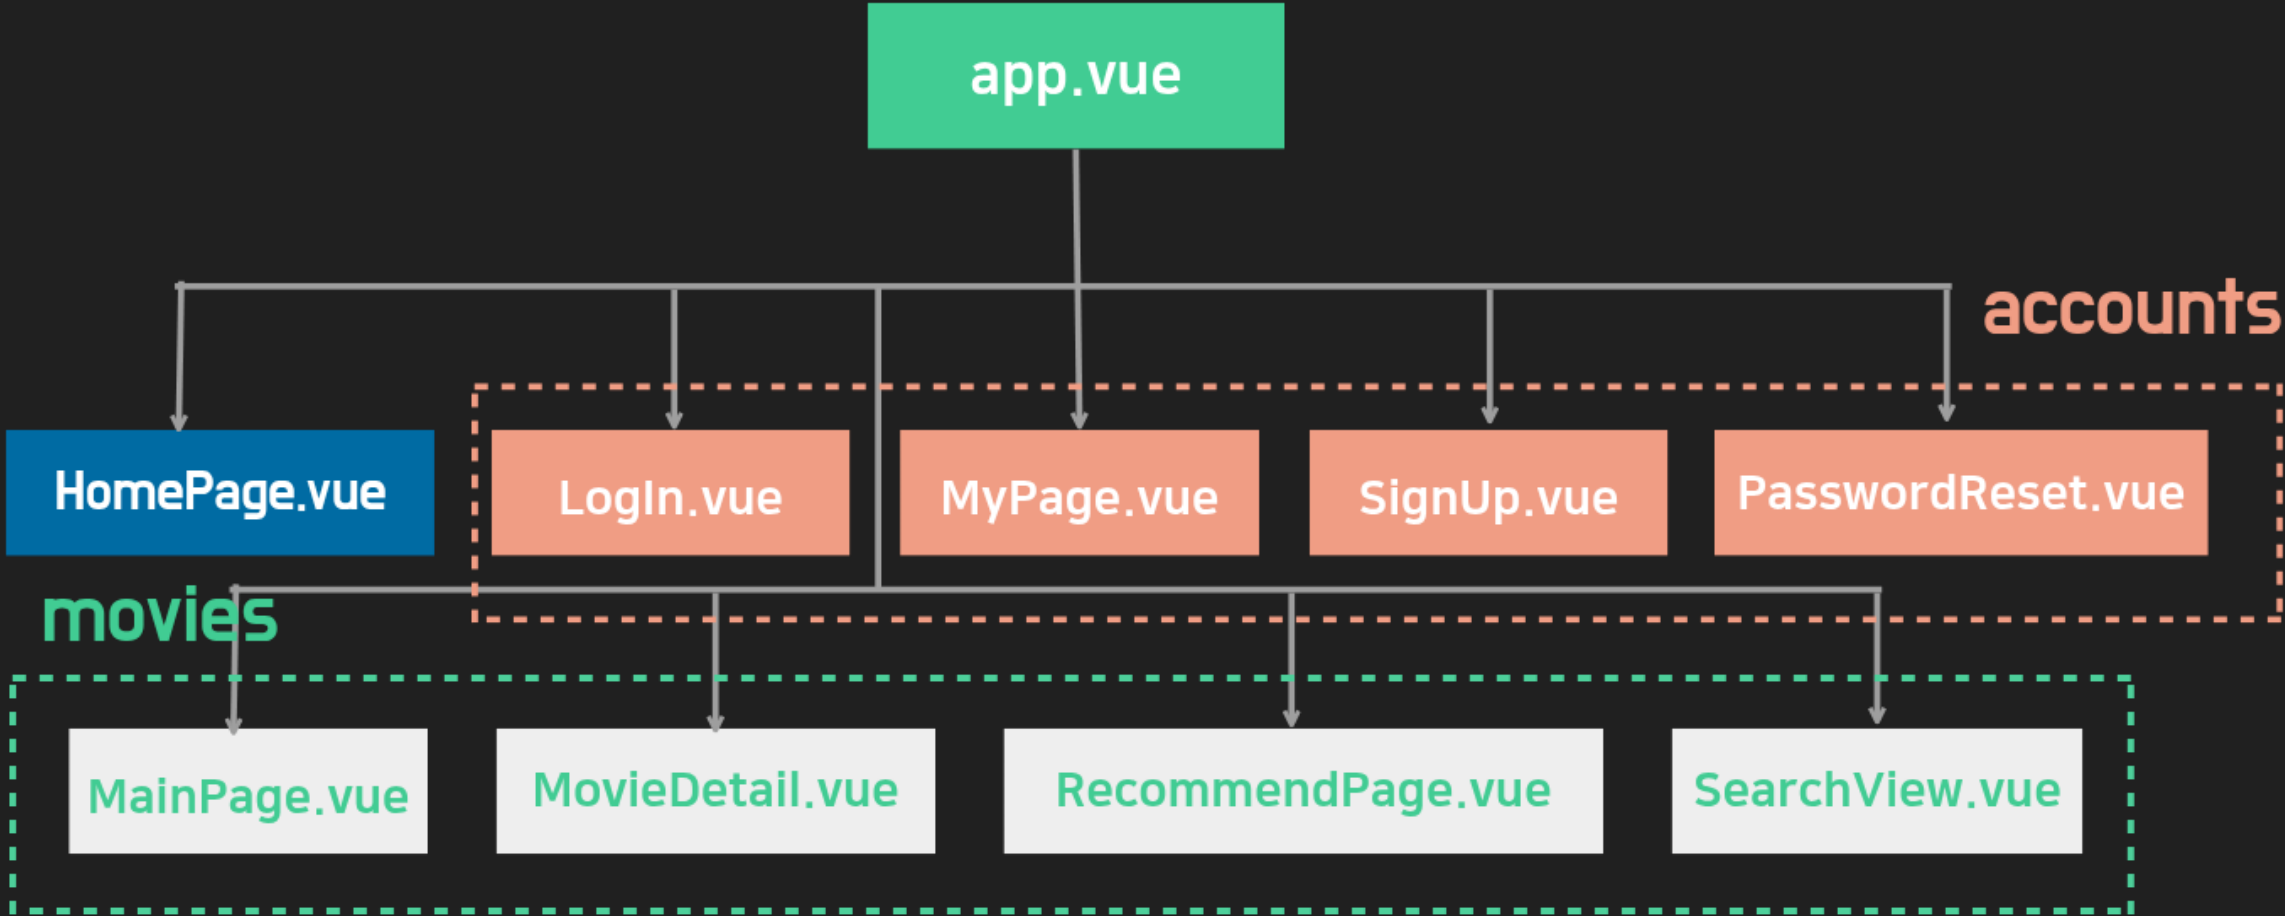 app.vue
accounts
HomePage.vue
LogIn.vue
MyPage.vue
SignUp.vue
PasswordReset.vue
movies
MainPage.vue
MovieDetail.vue
RecommendPage.vue
SearchView.vue